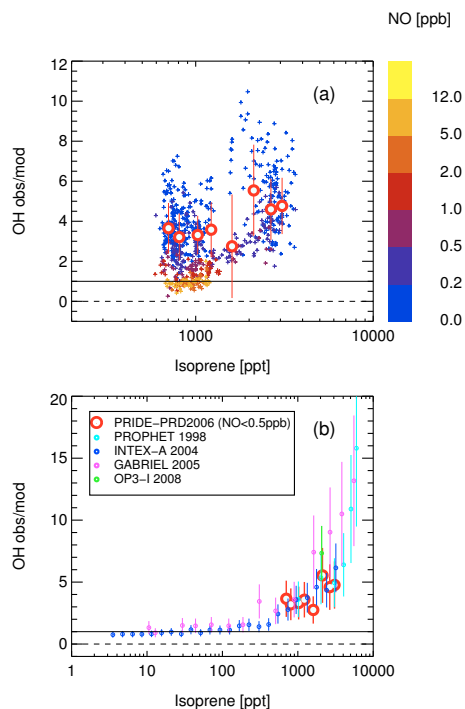 NO [ppb]
(a)
12
10
8
6
4
2
0
OH obs/mod
1000
10000
Isoprene [ppt]
12.0
5.0
2.0
1.0
0.5
0.2
0.0
20
15
10
5
0
OH obs/mod
PRIDE-PRD2006 (NO<0.5ppb)
PROPHET 1998
INTEX-A 2004
GABRIEL 2005
OP3-I 2008
(b)
1
10
100
1000
10000
Isoprene [ppt]